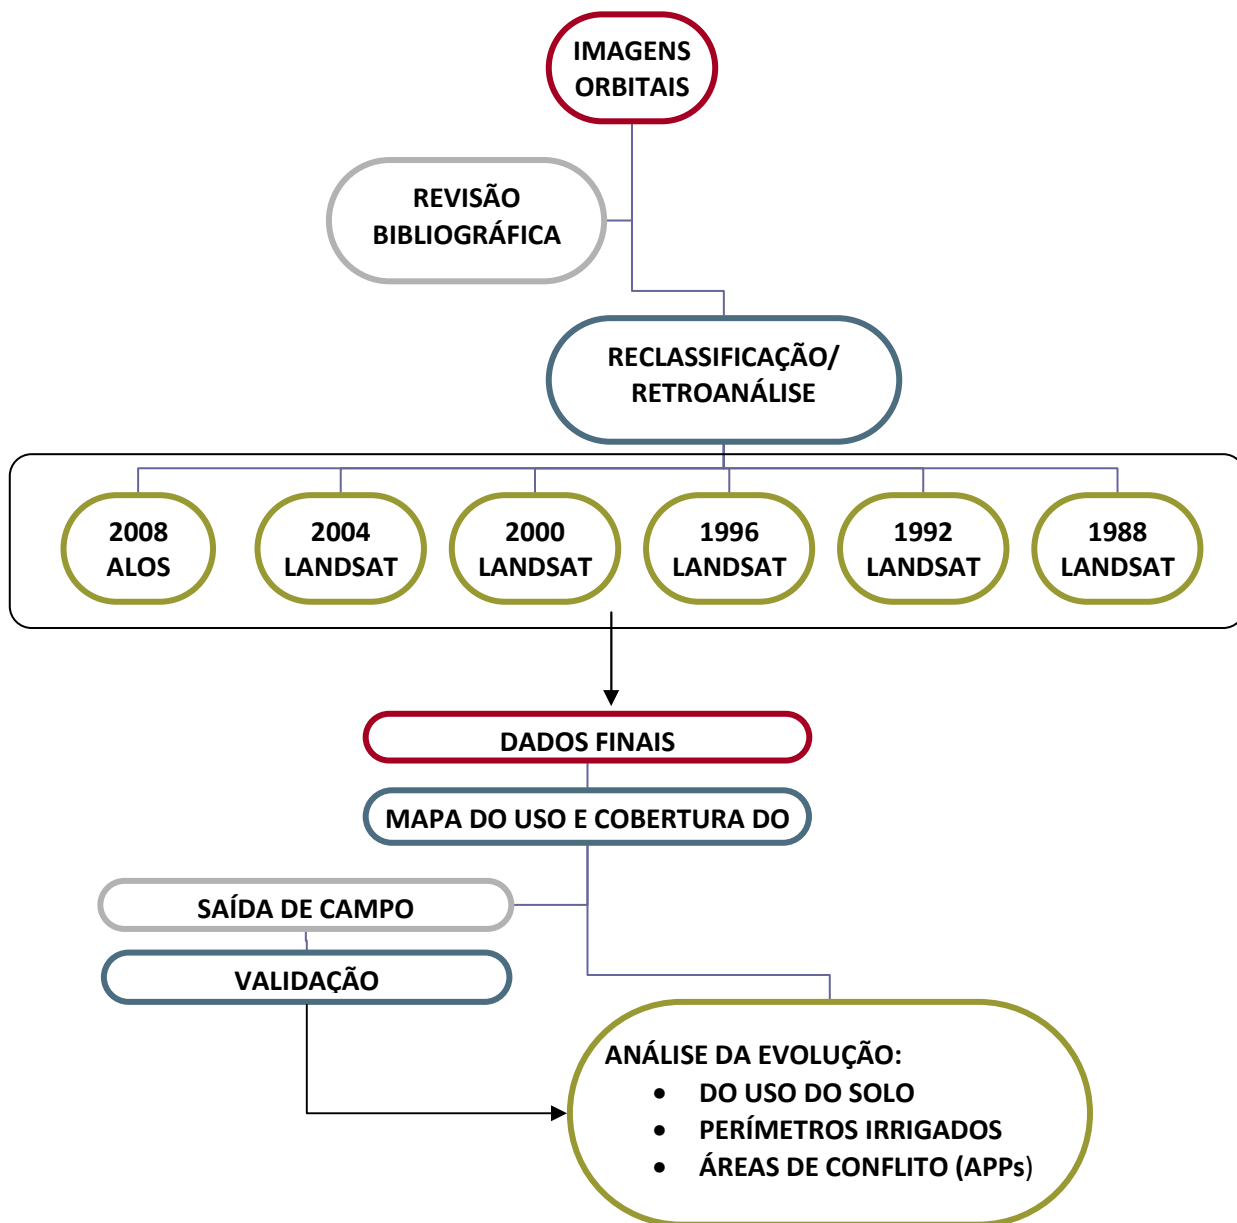 IMAGENS
ORBITAIS
REVISÃO
BIBLIOGRÁFICA
RECLASSIFICAÇÃO/
RETROANÁLISE
2008
ALOS
2004
LANDSAT
2000
LANDSAT
1996
LANDSAT
1992
LANDSAT
1988
LANDSAT
DADOS FINAIS
MAPA DO USO E COBERTURA DO
SAÍDA DE CAMPO
VALIDAÇÃO
ANÁLISE DA EVOLUÇÃO:
• DO USO DO SOLO
• PERÍMETROS IRRIGADOS
• ÁREAS DE CONFLITO (APPs)